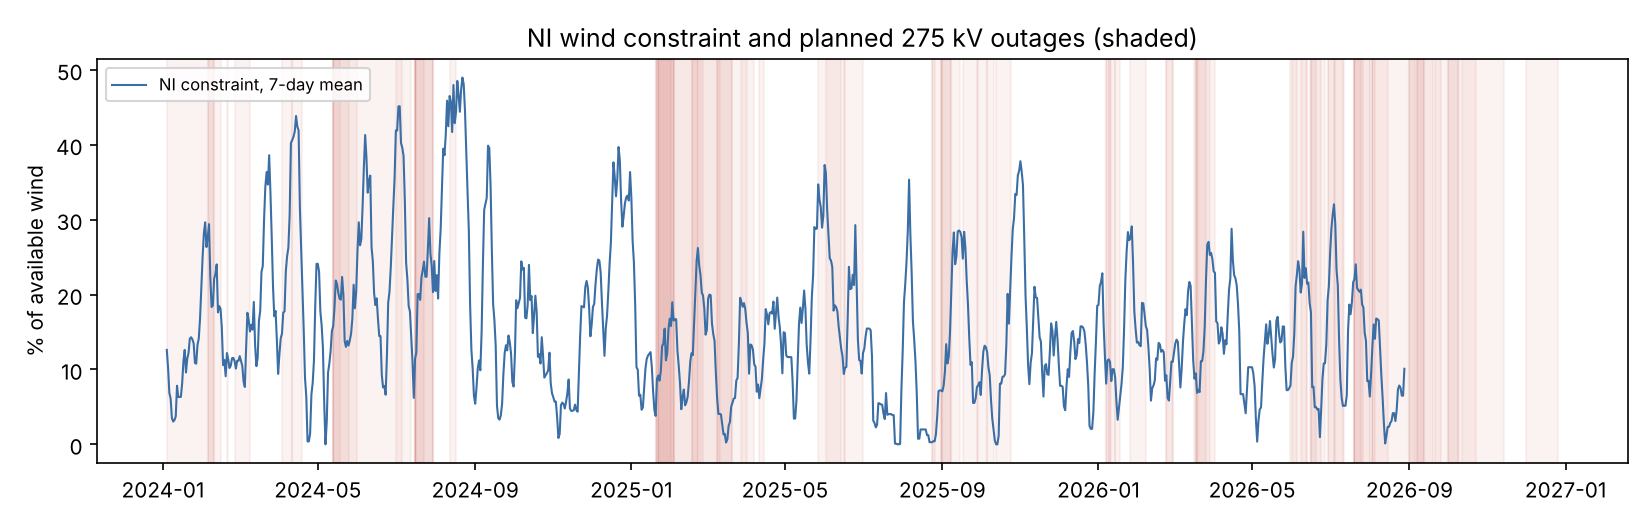 NI wind constraint and planned 275 kV outages (shaded)
NI constraint, 7-day mean
% of available wind
50
40
30
20
10
0
2024-01 2024-05 2024-09 2025-01 2025-05 2025-09 2026-01 2026-05 2026-09 2027-01